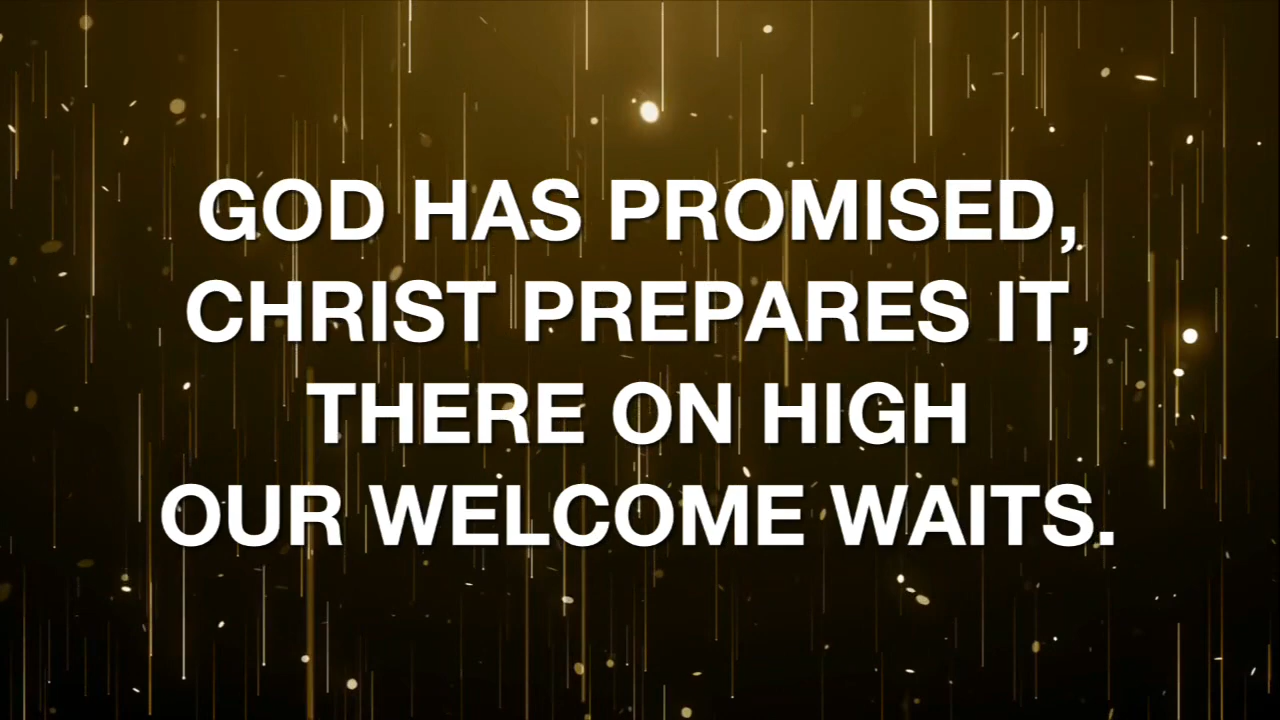 GOD HAS PROMISED,
CHRIST PREPARES IT,
THERE ON HIGH
OUR WELCOME WAITS.